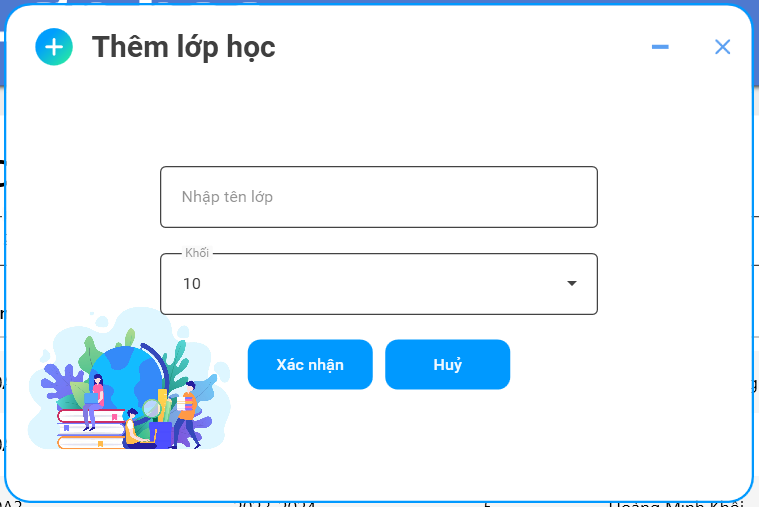 Thêm lớp học
Nhập tên lớp
Khối
10
Xác nhận
Huỷ